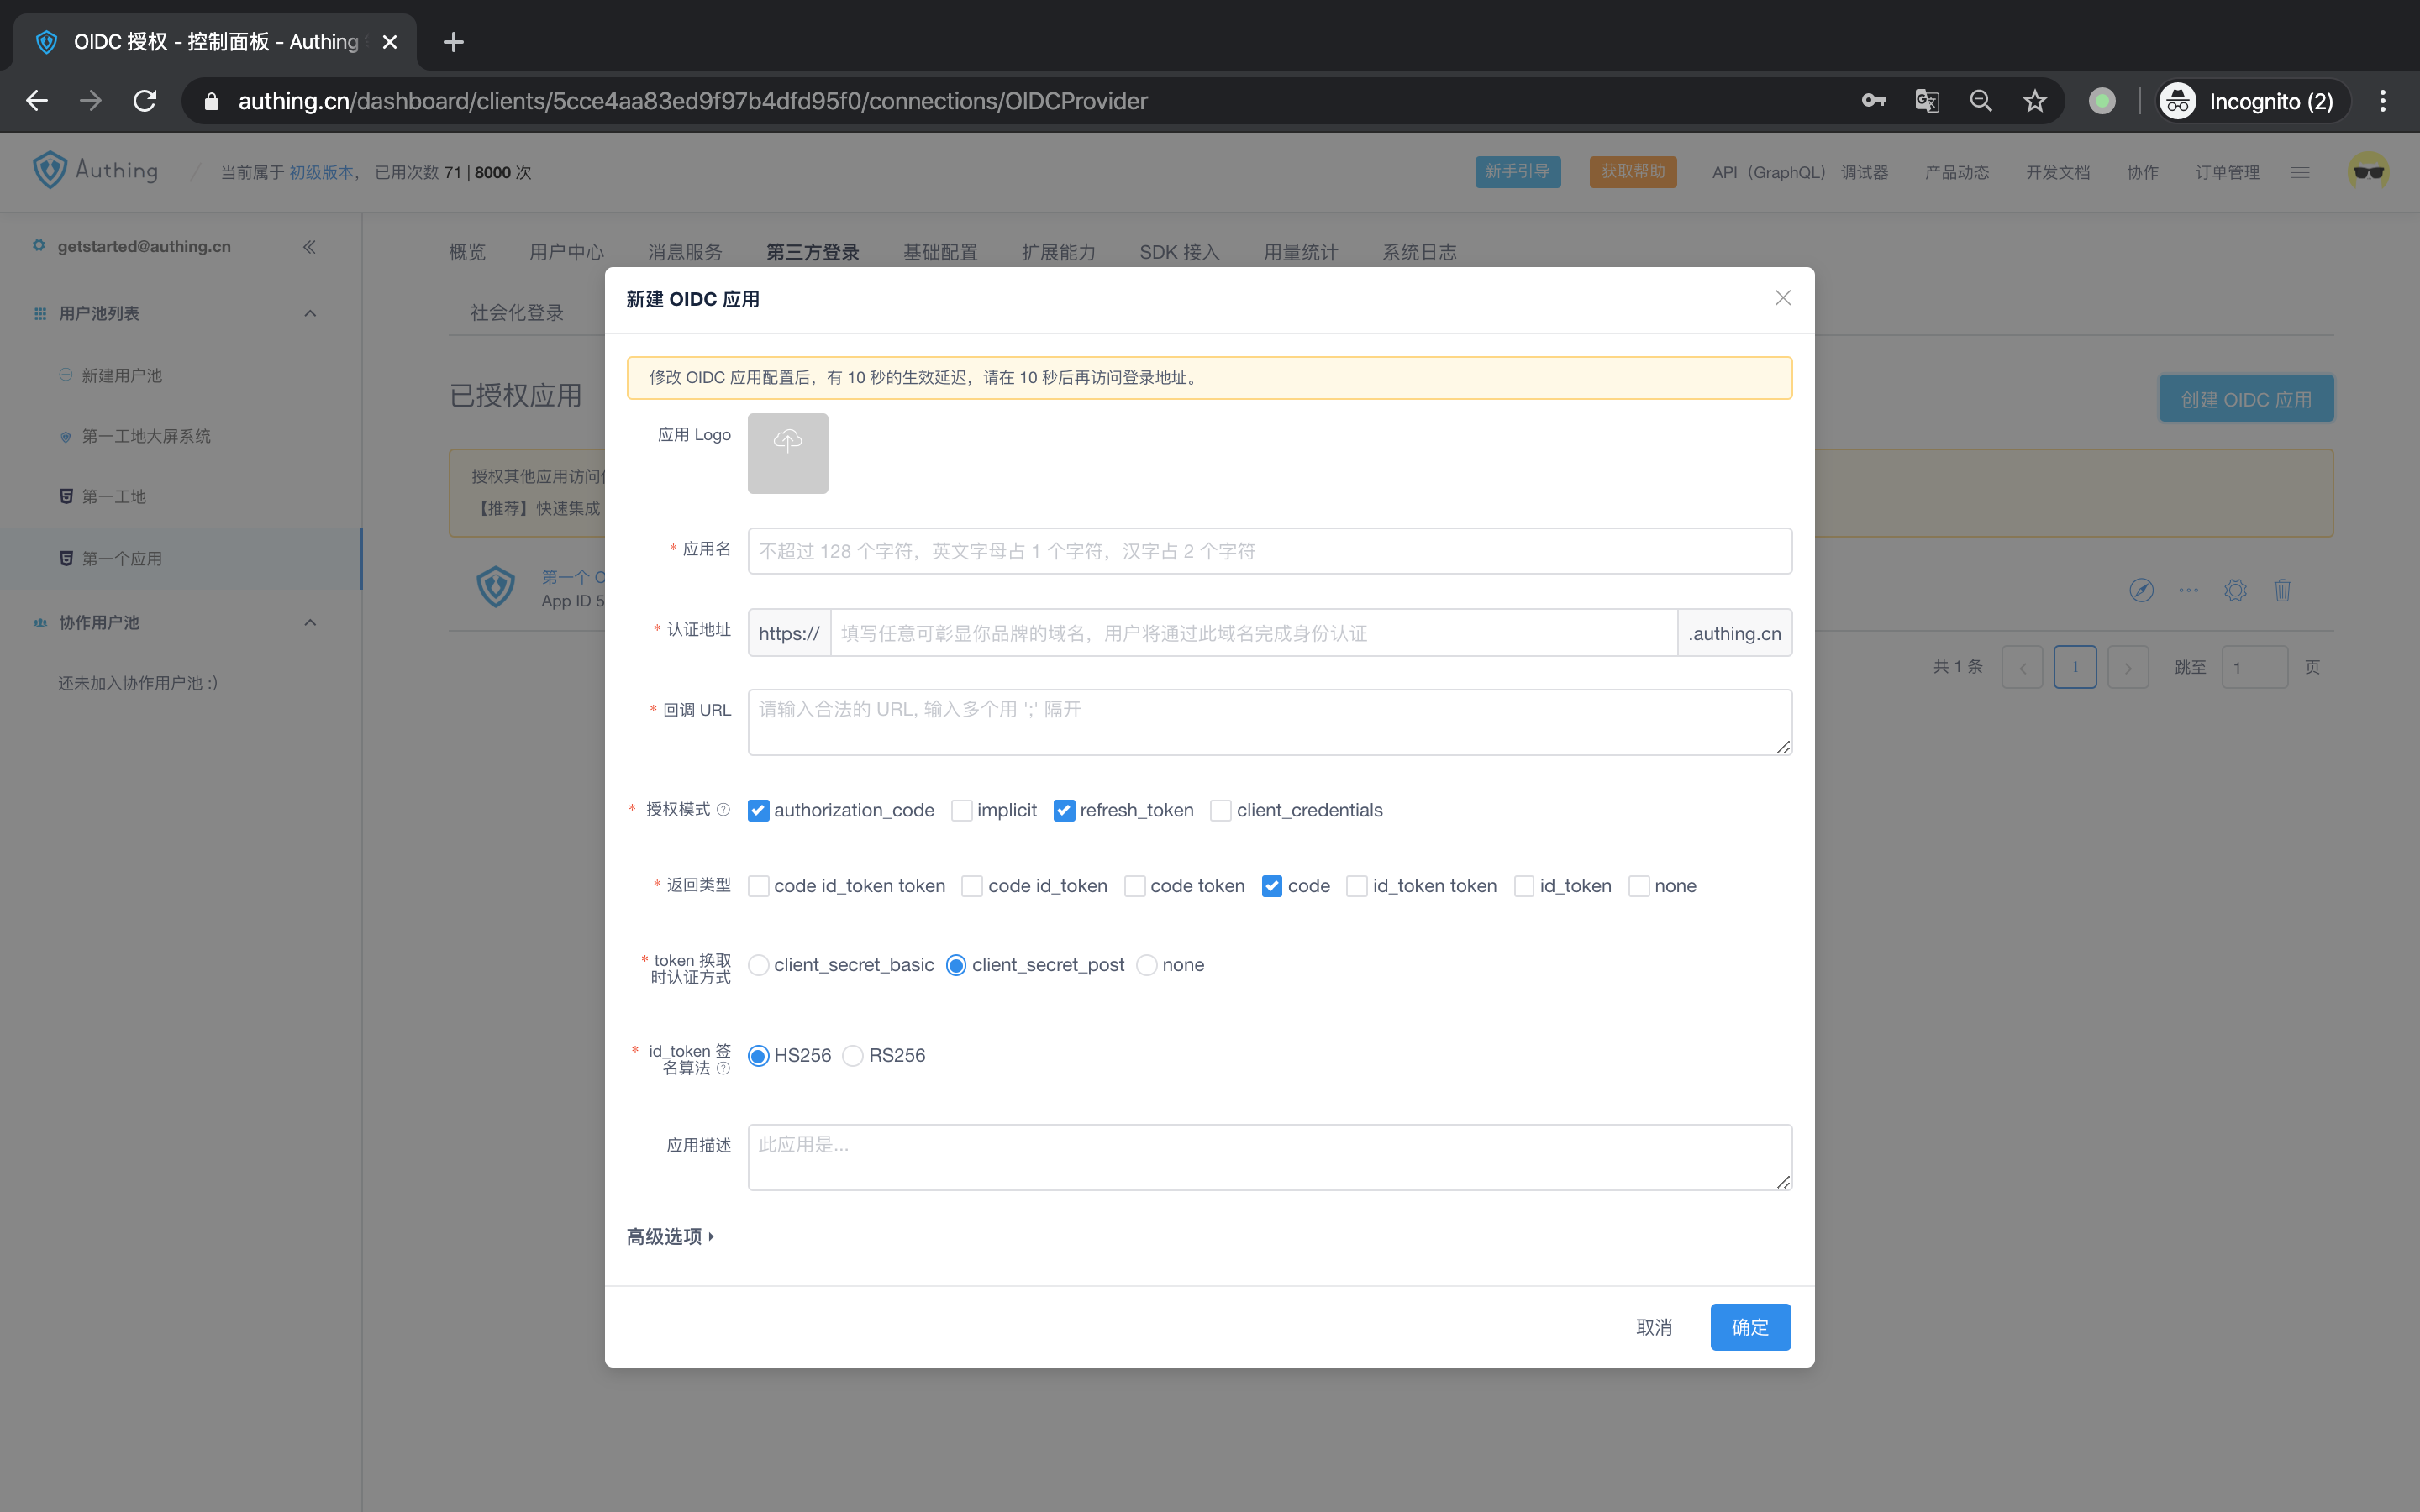 OIDC 授权 - 控制面板 - Authing
authing.cn/dashboard/clients/5cce4aa83ed9f97b4dfd95f0/connections/OIDCProvider
Incognito (2)
Authing / 当前属于 初级版本， 已用次数 71 | 8000 次
新手引导 获取帮助 API（GraphQL） 调试器 产品动态 开发文档 协作 订单管理
getstarted@authing.cn
用户池列表
新建用户池
第一工地大屏系统
第一工地
第一个应用
协作用户池
还未加入协作用户池 :)
概览 用户中心 消息服务 第三方登录 基础配置 扩展能力 SDK 接入 用量统计 系统日志
社会化登录
已授权应用
创建 OIDC 应用
授权其他应用访问
【推荐】快速集成
第一个
App ID 5
共 1 条 1 跳至 1 页
新建 OIDC 应用
修改 OIDC 应用配置后，有 10 秒的生效延迟，请在 10 秒后再访问登录地址。
应用 Logo
* 应用名 不超过 128 个字符，英文字母占 1 个字符，汉字占 2 个字符
* 认证地址 https:// 填写任意可彰显你品牌的域名，用户将通过此域名完成身份认证 .authing.cn
* 回调 URL 请输入合法的 URL, 输入多个用 ';' 隔开
* 授权模式 authorization_code implicit refresh_token client_credentials
* 返回类型 code id_token token code id_token code token code id_token token id_token none
* token 换取
时认证方式 client_secret_basic client_secret_post none
* id_token 签
名算法 HS256 RS256
应用描述 此应用是...
高级选项
取消 确定